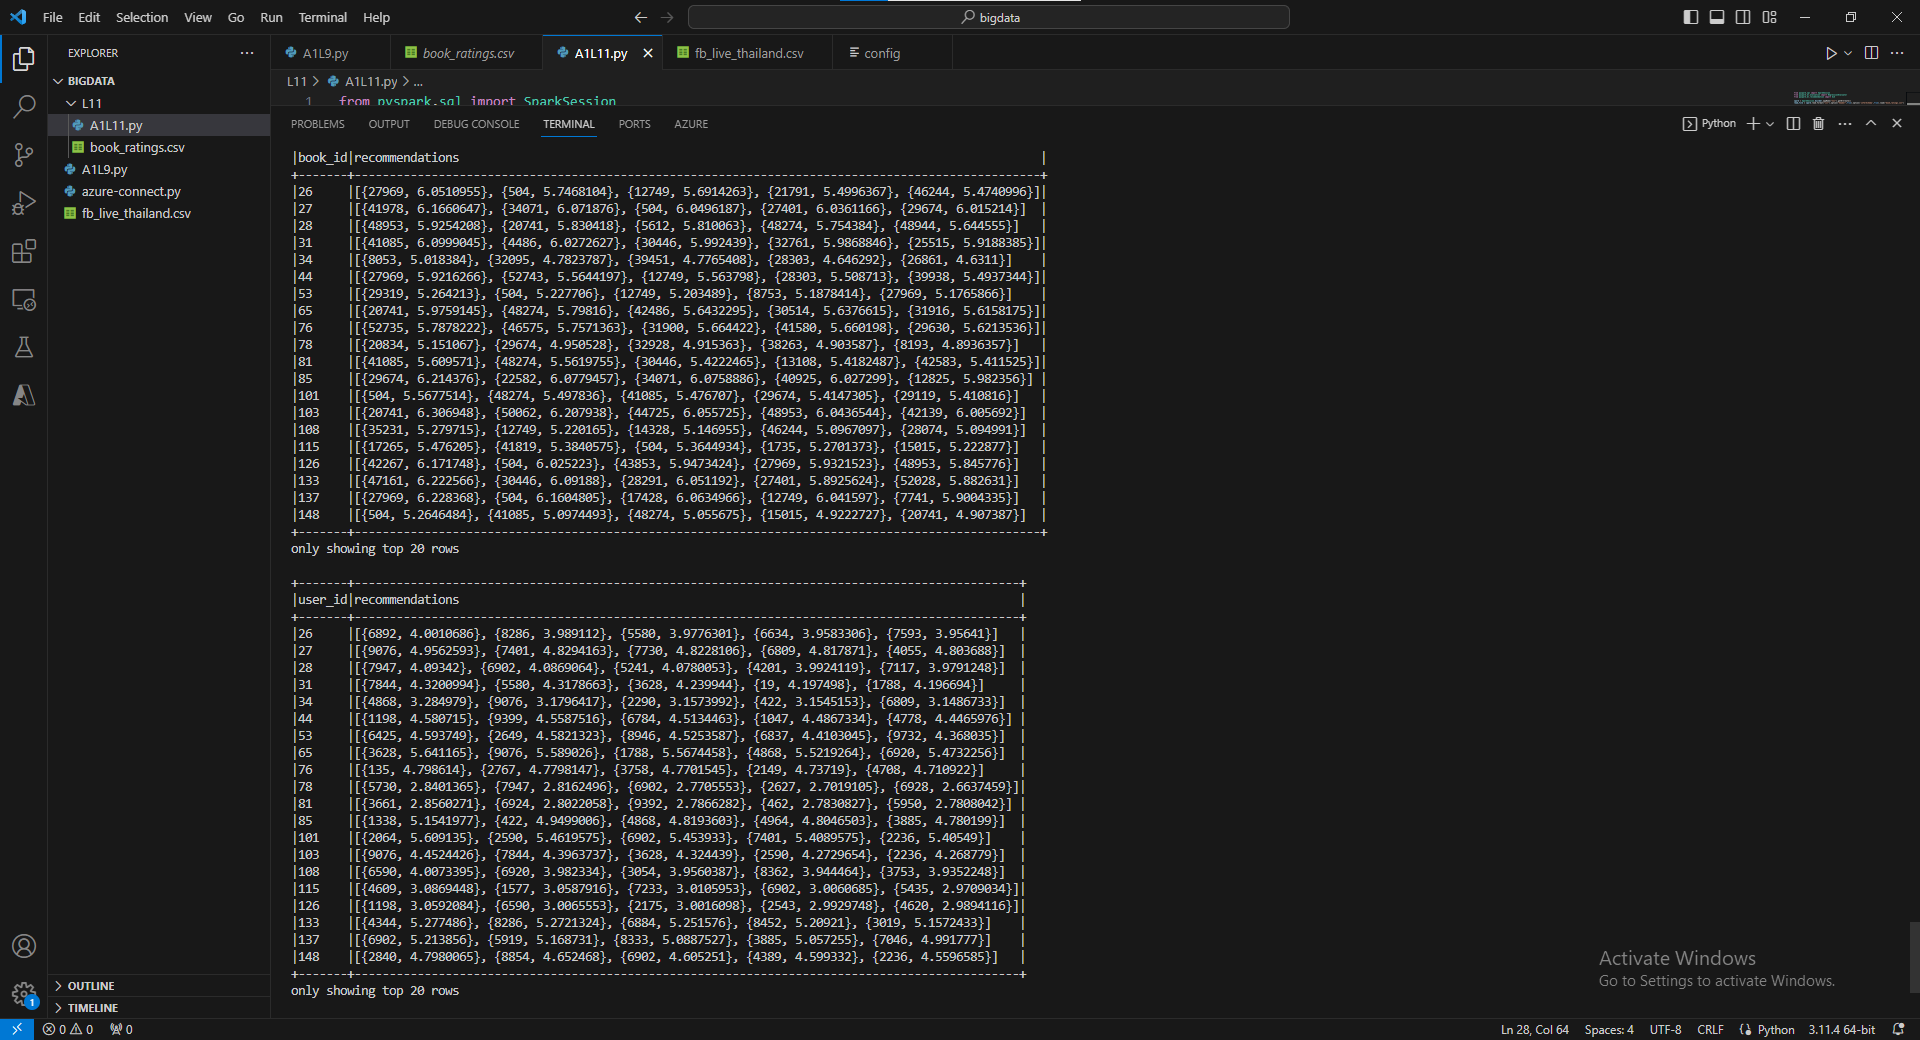 File Edit Selection View Go Run Terminal Help
bigdata
EXPLORER
BIGDATA
L11
A1L11.py
book_ratings.csv
A1L9.py
azure-connect.py
fb_live_thailand.csv
OUTLINE
TIMELINE
A1L9.py book_ratings.csv A1L11.py fb_live_thailand.csv config
L11 > A1L11.py > ...
1 from pyspark.sql import SparkSession
PROBLEMS OUTPUT DEBUG CONSOLE TERMINAL PORTS AZURE
Python
|book_id|recommendations |
+-------+--------------------------------------------------------------------------------------------------+
|26 |[{27969, 6.0510955}, {504, 5.7468104}, {12749, 5.6914263}, {21791, 5.4996367}, {46244, 5.4740996}]|
|27 |[{41978, 6.1660647}, {34071, 6.071876}, {504, 6.0496187}, {27401, 6.0361166}, {29674, 6.015214}] |
|28 |[{48953, 5.9254208}, {20741, 5.830418}, {5612, 5.810063}, {48274, 5.754384}, {48944, 5.644555}] |
|31 |[{41085, 6.0999045}, {4486, 6.0272627}, {30446, 5.992439}, {32761, 5.9868846}, {25515, 5.9188385}]|
|34 |[{8053, 5.018384}, {32095, 4.7823787}, {39451, 4.7765408}, {28303, 4.646292}, {26861, 4.6311}] |
|44 |[{27969, 5.9216266}, {52743, 5.5644197}, {12749, 5.563798}, {28303, 5.508713}, {39938, 5.4937344}]|
|53 |[{29319, 5.264213}, {504, 5.227706}, {12749, 5.203489}, {8753, 5.1878414}, {27969, 5.1765866}] |
|65 |[{20741, 5.9759145}, {48274, 5.79816}, {42486, 5.6432295}, {30514, 5.6376615}, {31916, 5.6158175}]|
|76 |[{52735, 5.7878222}, {46575, 5.7571363}, {31900, 5.664422}, {41580, 5.660198}, {29630, 5.6213536}]|
|78 |[{20834, 5.151067}, {29674, 4.950528}, {32928, 4.915363}, {38263, 4.903587}, {8193, 4.8936357}] |
|81 |[{41085, 5.609571}, {48274, 5.5619755}, {30446, 5.4222465}, {13108, 5.4182487}, {42583, 5.411525}]|
|85 |[{29674, 6.214376}, {22582, 6.0779457}, {34071, 6.0758886}, {40925, 6.027299}, {12825, 5.982356}] |
|101 |[{504, 5.5677514}, {48274, 5.497836}, {41085, 5.476707}, {29674, 5.4147305}, {29119, 5.410816}] |
|103 |[{20741, 6.306948}, {50062, 6.207938}, {44725, 6.055725}, {48953, 6.0436544}, {42139, 6.005692}] |
|108 |[{35231, 5.279715}, {12749, 5.220165}, {14328, 5.146955}, {46244, 5.0967097}, {28074, 5.094991}] |
|115 |[{17265, 5.476205}, {41819, 5.3840575}, {504, 5.3644934}, {1735, 5.2701373}, {15015, 5.222877}] |
|126 |[{42267, 6.171748}, {504, 6.025223}, {43853, 5.9473424}, {27969, 5.9321523}, {48953, 5.845776}] |
|133 |[{47161, 6.222566}, {30446, 6.09188}, {28291, 6.051192}, {27401, 5.8925624}, {52028, 5.882631}] |
|137 |[{27969, 6.228368}, {504, 6.1604805}, {17428, 6.0634966}, {12749, 6.041597}, {7741, 5.9004335}] |
|148 |[{504, 5.2646484}, {41085, 5.0974493}, {48274, 5.055675}, {15015, 4.9222727}, {20741, 4.907387}] |
+-------+--------------------------------------------------------------------------------------------------+
only showing top 20 rows
+-------+-----------------------------------------------------------------------------------------------+
|user_id|recommendations |
+-------+-----------------------------------------------------------------------------------------------+
|26 |[{6892, 4.0010686}, {8286, 3.989112}, {5580, 3.9776301}, {6634, 3.9583306}, {7593, 3.95641}] |
|27 |[{9076, 4.9562593}, {7401, 4.8294163}, {7730, 4.8228106}, {6809, 4.817871}, {4055, 4.803688}] |
|28 |[{7947, 4.09342}, {6902, 4.0869064}, {5241, 4.0780053}, {4201, 3.9924119}, {7117, 3.9791248}] |
|31 |[{7844, 4.3200994}, {5580, 4.3178663}, {3628, 4.239944}, {19, 4.197498}, {1788, 4.196694}] |
|34 |[{4868, 3.284979}, {9076, 3.1796417}, {2290, 3.1573992}, {422, 3.1545153}, {6809, 3.1486733}] |
|44 |[{1198, 4.580715}, {9399, 4.5587516}, {6784, 4.5134463}, {1047, 4.4867334}, {4778, 4.4465976}] |
|53 |[{6425, 4.593749}, {2649, 4.5821323}, {8946, 4.5253587}, {6837, 4.4103045}, {9732, 4.368035}] |
|65 |[{3628, 5.641165}, {9076, 5.589026}, {1788, 5.5674458}, {4868, 5.5219264}, {6920, 5.4732256}] |
|76 |[{135, 4.798614}, {2767, 4.7798147}, {3758, 4.7701545}, {2149, 4.73719}, {4708, 4.710922}] |
|78 |[{5730, 2.8401365}, {7947, 2.8162496}, {6902, 2.7705553}, {2627, 2.7019105}, {6928, 2.6637459}]|
|81 |[{3661, 2.8560271}, {6924, 2.8022058}, {9392, 2.7866282}, {462, 2.7830827}, {5950, 2.7808042}] |
|85 |[{1338, 5.1541977}, {422, 4.9499006}, {4868, 4.8193603}, {4964, 4.8046503}, {3885, 4.780199}] |
|101 |[{2064, 5.609135}, {2590, 5.4619575}, {6902, 5.453933}, {7401, 5.4089575}, {2236, 5.40549}] |
|103 |[{9076, 4.4524426}, {7844, 4.3963737}, {3628, 4.324439}, {2590, 4.2729654}, {2236, 4.268779}] |
|108 |[{6590, 4.0073395}, {6920, 3.982334}, {3054, 3.9560387}, {8362, 3.944464}, {3753, 3.9352248}] |
|115 |[{4609, 3.0869448}, {1577, 3.0587916}, {7233, 3.0105953}, {6902, 3.0060685}, {5435, 2.9709034}]|
|126 |[{1198, 3.0592084}, {6590, 3.0065553}, {2175, 3.0016098}, {2543, 2.9929748}, {4620, 2.9894116}]|
|133 |[{4344, 5.277486}, {8286, 5.2721324}, {6884, 5.251576}, {8452, 5.20921}, {3019, 5.1572433}] |
|137 |[{6902, 5.213856}, {5919, 5.168731}, {8333, 5.0887527}, {3885, 5.057255}, {7046, 4.991777}] |
|148 |[{2840, 4.7980065}, {8854, 4.652468}, {6902, 4.605251}, {4389, 4.599332}, {2236, 4.5596585}] |
+-------+-----------------------------------------------------------------------------------------------+
only showing top 20 rows
Activate Windows
Go to Settings to activate Windows.
1
0 0 0
Ln 28, Col 64 Spaces: 4 UTF-8 CRLF Python 3.11.4 64-bit